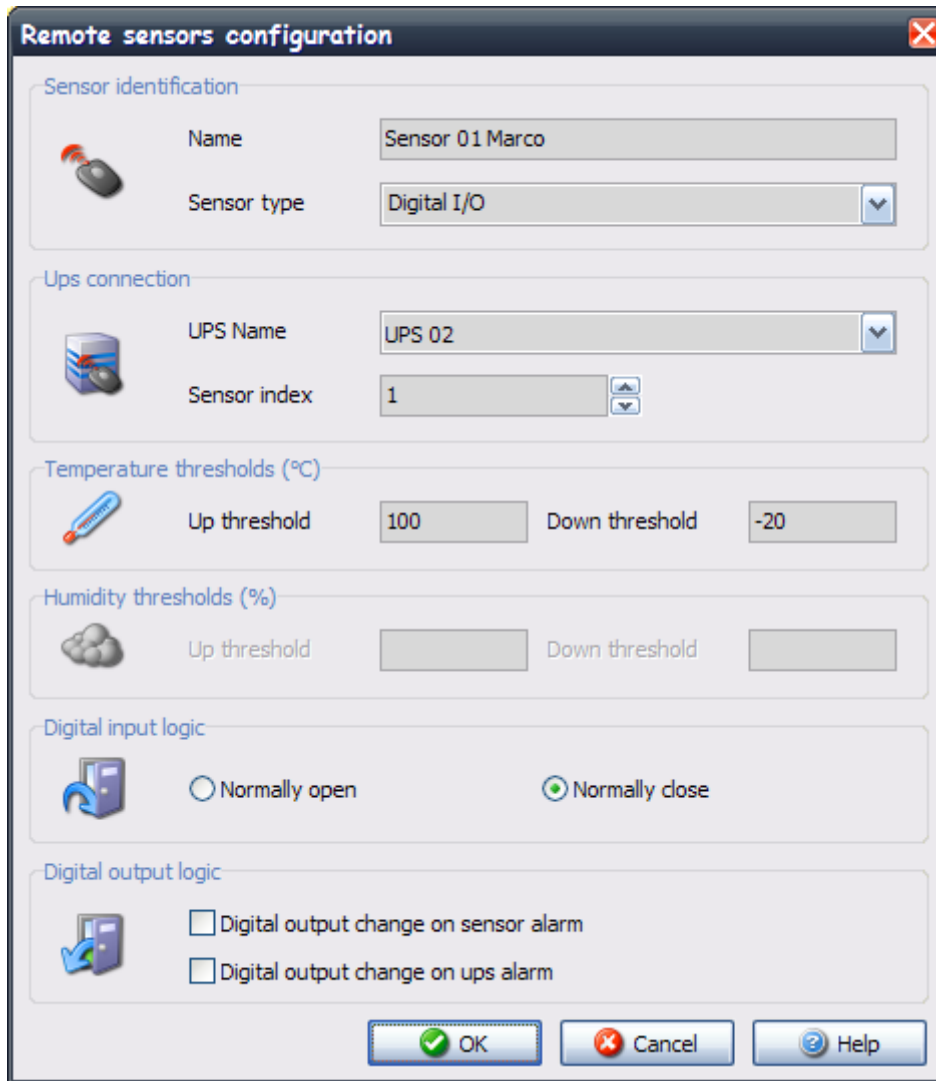 Remote sensors configuration
Sensor identification
Name Sensor 01 Marco
Sensor type Digital I/O
Ups connection
UPS Name UPS 02
Sensor index 1
Temperature thresholds (°C)
Up threshold 100 Down threshold -20
Humidity thresholds (%)
Up threshold Down threshold
Digital input logic
Normally open Normally close
Digital output logic
Digital output change on sensor alarm
Digital output change on ups alarm
OK Cancel Help